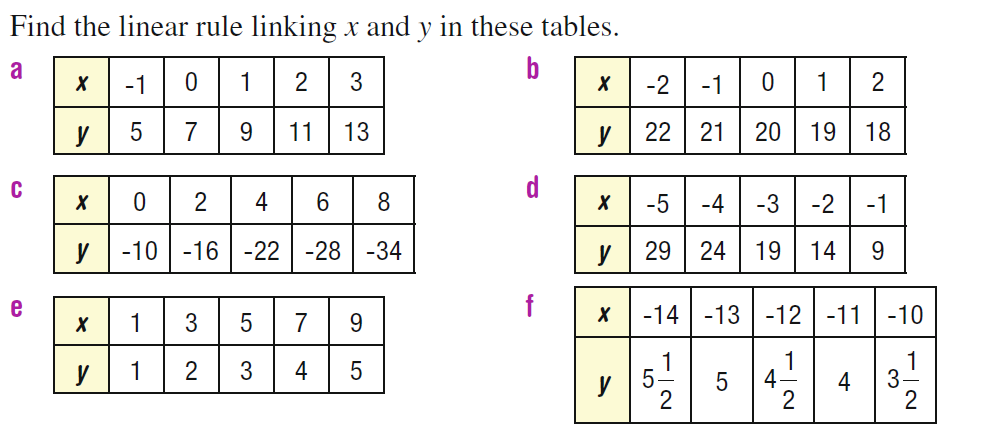 Find the linear rule linking x and y in these tables.
a
x -1 0 1 2 3
y 5 7 9 11 13
b
x -2 -1 0 1 2
y 22 21 20 19 18
c
x 0 2 4 6 8
y -10 -16 -22 -28 -34
d
x -5 -4 -3 -2 -1
y 29 24 19 14 9
e
x 1 3 5 7 9
y 1 2 3 4 5
f
x -14 -13 -12 -11 -10
y 5 1/2 5 4 1/2 4 3 1/2